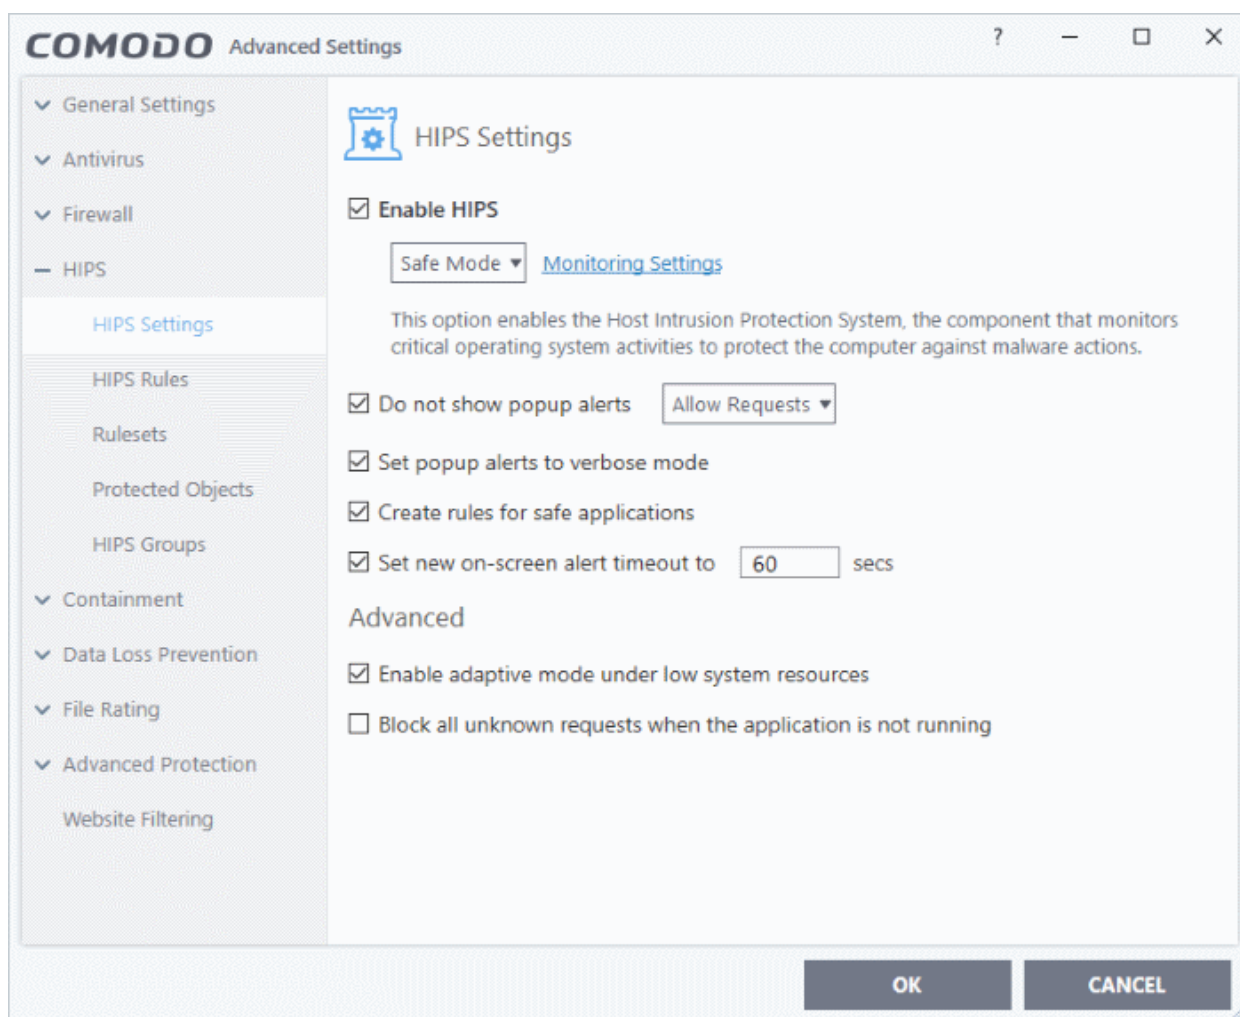 COMODO Advanced Settings ?
General Settings
Antivirus
Firewall
HIPS
HIPS Settings
HIPS Rules
Rulesets
Protected Objects
HIPS Groups
Containment
Data Loss Prevention
File Rating
Advanced Protection
Website Filtering
HIPS Settings
Enable HIPS
Safe Mode Monitoring Settings
This option enables the Host Intrusion Protection System, the component that monitors
critical operating system activities to protect the computer against malware actions.
Do not show popup alerts Allow Requests
Set popup alerts to verbose mode
Create rules for safe applications
Set new on-screen alert timeout to 60 secs
Advanced
Enable adaptive mode under low system resources
Block all unknown requests when the application is not running
OK CANCEL